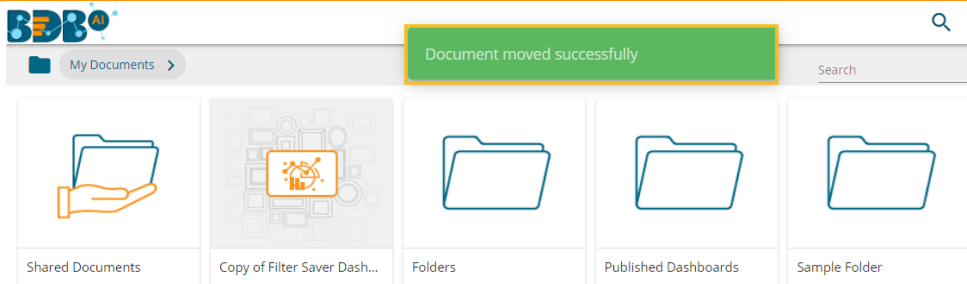 BDB AI
Document moved successfully
My Documents
Search
Shared Documents
Copy of Filter Saver Dash...
Folders
Published Dashboards
Sample Folder